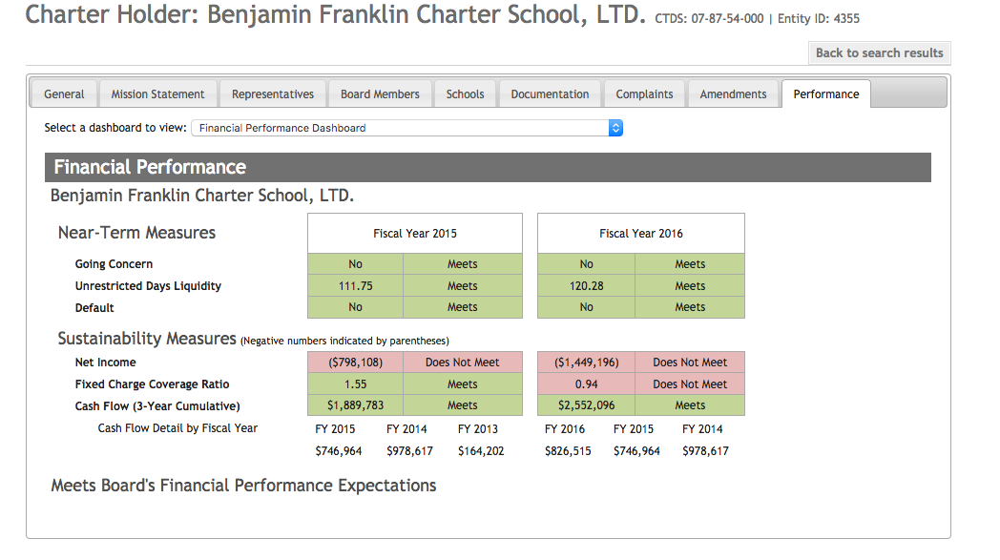 Charter Holder: Benjamin Franklin Charter School, LTD. CTDS: 07-87-54-000 | Entity ID: 4355
Back to search results
General Mission Statement Representatives Board Members Schools Documentation Complaints Amendments Performance
Select a dashboard to view: Financial Performance Dashboard
Financial Performance
Benjamin Franklin Charter School, LTD.
Near-Term Measures Fiscal Year 2015 Fiscal Year 2016
Going Concern No Meets No Meets
Unrestricted Days Liquidity 111.75 Meets 120.28 Meets
Default No Meets No Meets
Sustainability Measures (Negative numbers indicated by parentheses)
Net Income ($798,108) Does Not Meet ($1,449,196) Does Not Meet
Fixed Charge Coverage Ratio 1.55 Meets 0.94 Does Not Meet
Cash Flow (3-Year Cumulative) $1,889,783 Meets $2,552,096 Meets
Cash Flow Detail by Fiscal Year FY 2015 FY 2014 FY 2013 FY 2016 FY 2015 FY 2014
$746,964 $978,617 $164,202 $826,515 $746,964 $978,617
Meets Board's Financial Performance Expectations